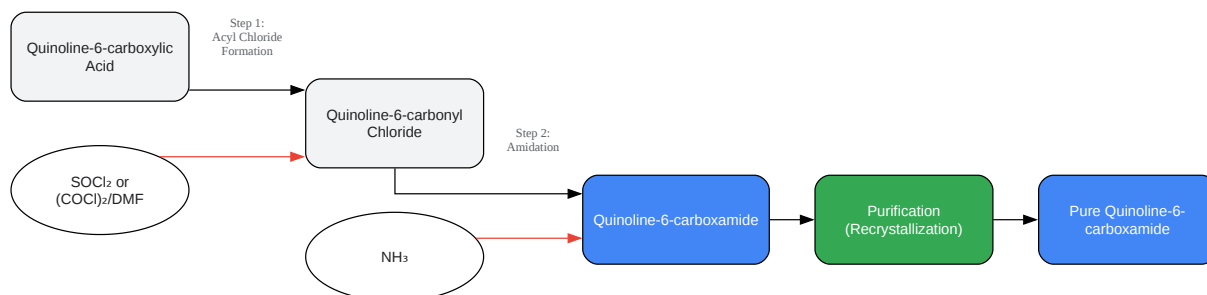 Quinoline-6-carboxylic
Acid
Step 1:
Acyl Chloride
Formation
SOCl₂ or
(COCl)₂/DMF
Quinoline-6-carbonyl
Chloride
Step 2:
Amidation
NH₃
Quinoline-6-carboxamide
Purification
(Recrystallization)
Pure Quinoline-6-
carboxamide